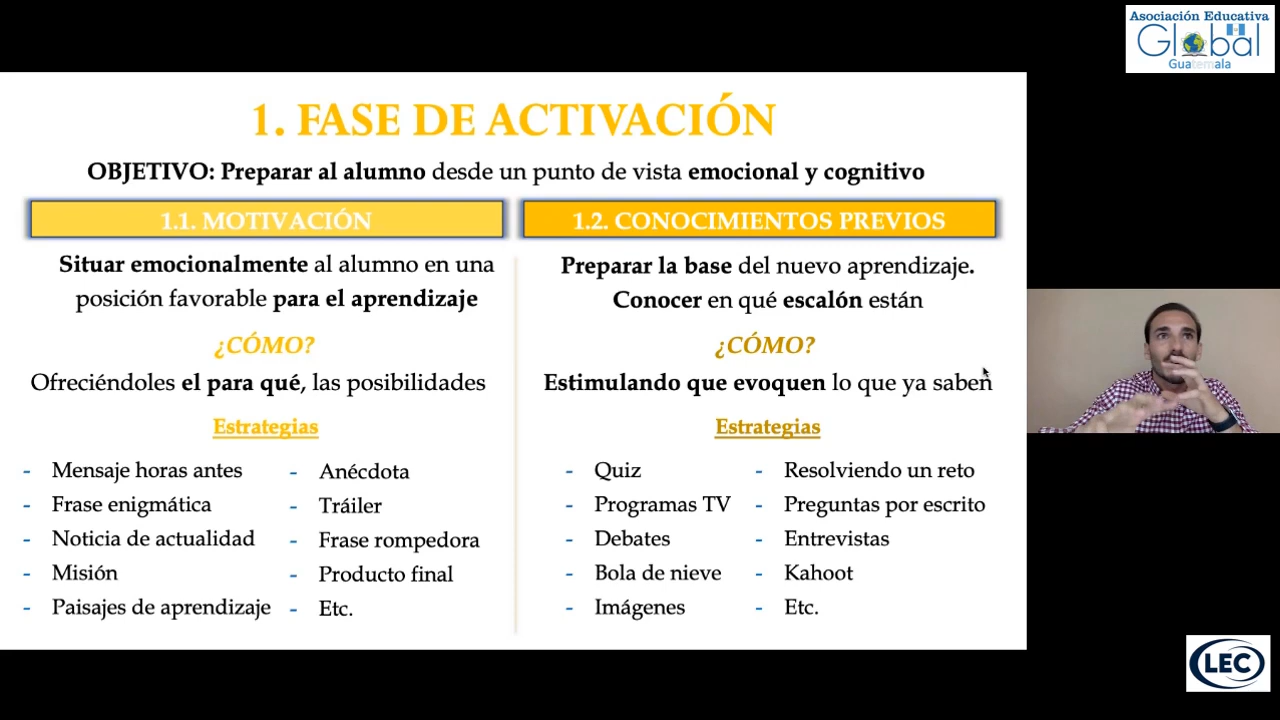 Asociación Educativa
Global
Guatemala
1. FASE DE ACTIVACIÓN
OBJETIVO: Preparar al alumno desde un punto de vista emocional y cognitivo
1.1. MOTIVACIÓN
Situar emocionalmente al alumno en una
posición favorable para el aprendizaje
¿CÓMO?
Ofreciéndoles el para qué, las posibilidades
Estrategias
- Mensaje horas antes
- Frase enigmática
- Noticia de actualidad
- Misión
- Paisajes de aprendizaje
- Anécdota
- Tráiler
- Frase rompedora
- Producto final
- Etc.
1.2. CONOCIMIENTOS PREVIOS
Preparar la base del nuevo aprendizaje.
Conocer en qué escalón están
¿CÓMO?
Estimulando que evoquen lo que ya saben
Estrategias
- Quiz
- Programas TV
- Debates
- Bola de nieve
- Imágenes
- Resolviendo un reto
- Preguntas por escrito
- Entrevistas
- Kahoot
- Etc.
LEC